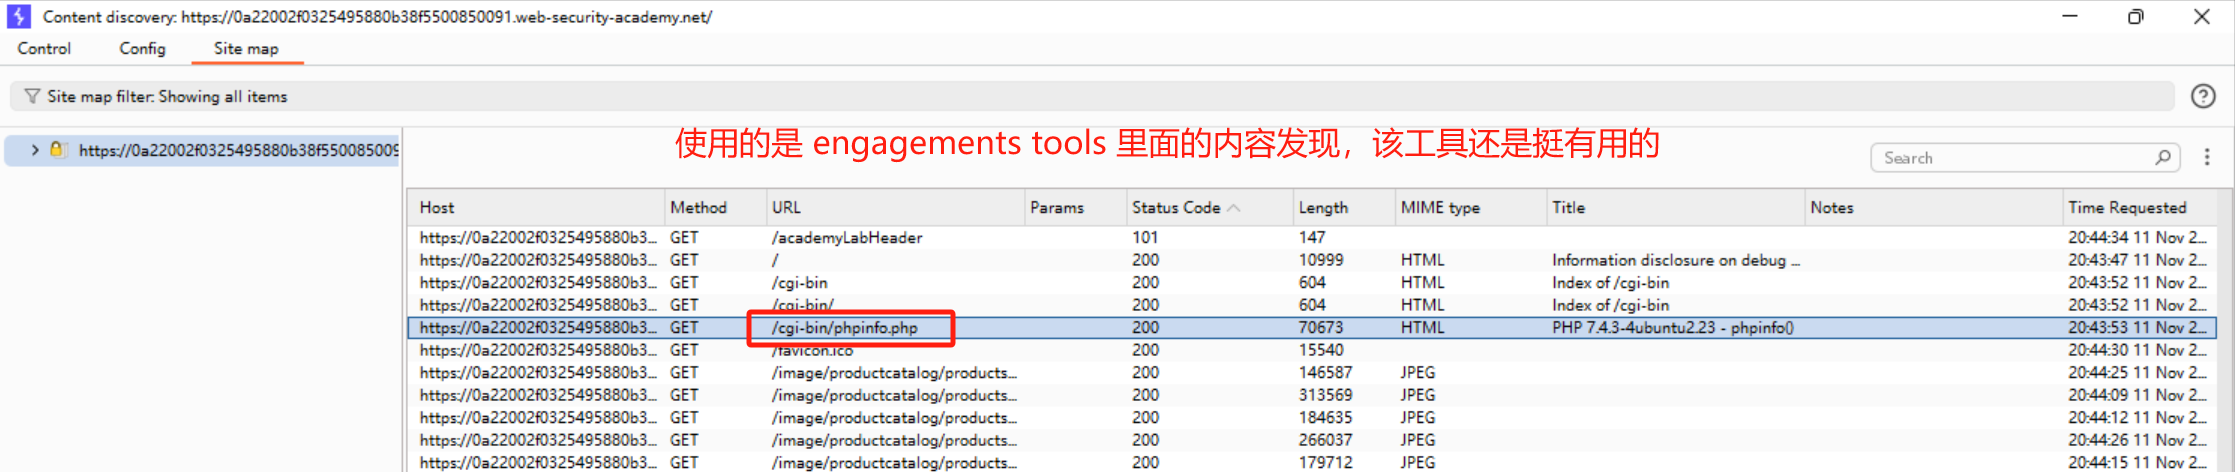 Content discovery: https://0a22002f0325495880b38f5500850091.web-security-academy.net/
Control Config Site map
Site map filter: Showing all items
https://0a22002f0325495880b38f550085009
使用的是 engagements tools 里面的内容发现，该工具还是挺有用的
Search
Host Method URL Params Status Code Length MIME type Title Notes Time Requested
https://0a22002f0325495880b3... GET /academyLabHeader 101 147 20:44:34 11 Nov 2...
https://0a22002f0325495880b3... GET / 200 10999 HTML Information disclosure on debug ... 20:43:47 11 Nov 2...
https://0a22002f0325495880b3... GET /cgi-bin 200 604 HTML Index of /cgi-bin 20:43:52 11 Nov 2...
https://0a22002f0325495880b3... GET /cgi-bin/ 200 604 HTML Index of /cgi-bin 20:43:52 11 Nov 2...
https://0a22002f0325495880b3... GET /cgi-bin/phpinfo.php 200 70673 HTML PHP 7.4.3-4ubuntu2.23 - phpinfo() 20:43:53 11 Nov 2...
https://0a22002f0325495880b3... GET /favicon.ico 200 15540 20:44:30 11 Nov 2...
https://0a22002f0325495880b3... GET /image/productcatalog/products... 200 146587 JPEG 20:44:25 11 Nov 2...
https://0a22002f0325495880b3... GET /image/productcatalog/products... 200 313569 JPEG 20:44:09 11 Nov 2...
https://0a22002f0325495880b3... GET /image/productcatalog/products... 200 184635 JPEG 20:44:12 11 Nov 2...
https://0a22002f0325495880b3... GET /image/productcatalog/products... 200 266037 JPEG 20:44:26 11 Nov 2...
https://0a22002f0325495880b3... GET /image/productcatalog/products... 200 179712 JPEG 20:44:15 11 Nov 2...